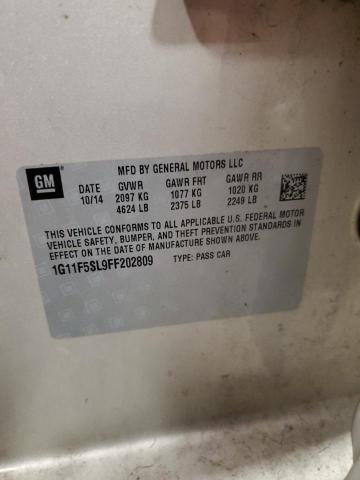 GM
MFD BY GENERAL MOTORS LLC
DATE GVWR GAWR FHT GAWR RR
10/14 2097 KG 1077 KG 1020 KG
4624 LB 2375 LB 2249 LB
THIS VEHICLE CONFORMS TO ALL APPLICABLE U.S. FEDERAL MOTOR
VEHICLE SAFETY, BUMPER, AND THEFT PREVENTION STANDARDS IN
EFFECT ON THE DATE OF MANUFACTURE SHOWN ABOVE.
1G11F5SL9FF202809 TYPE: PASS CAR